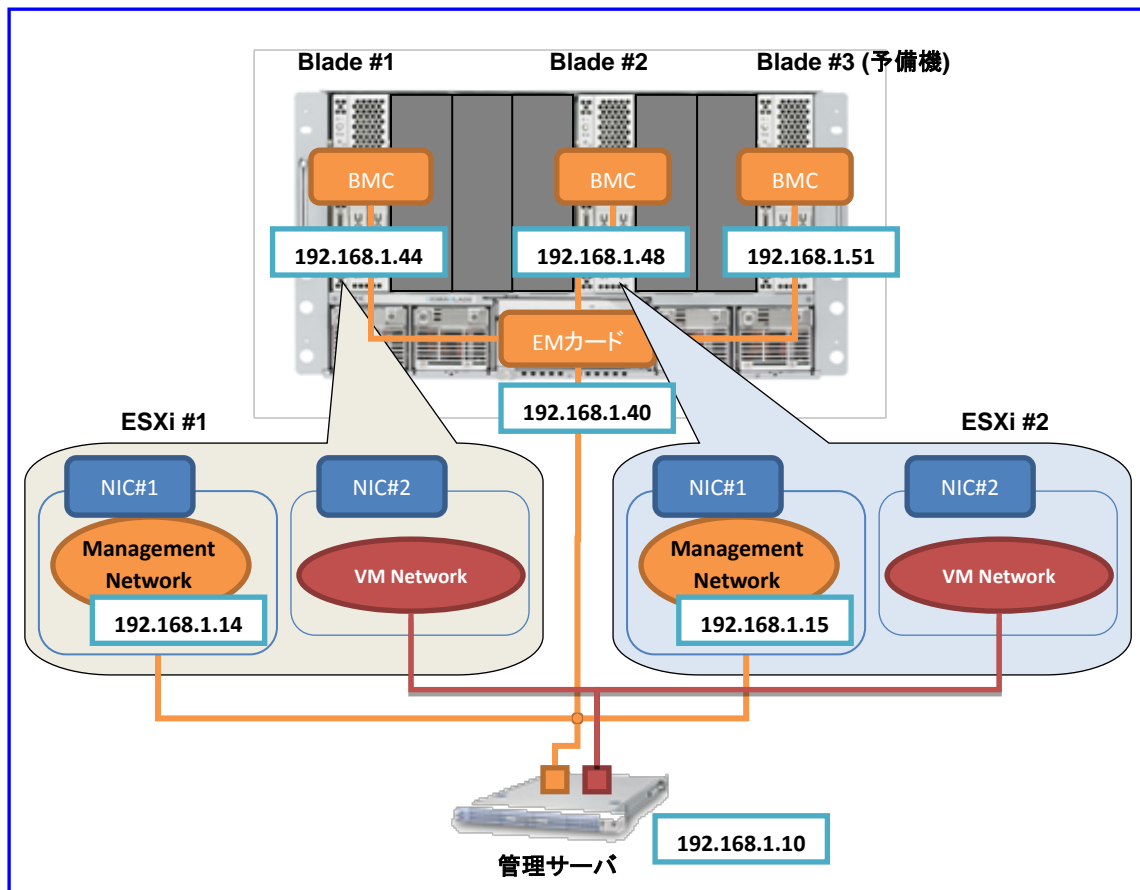 Blade #1
Blade #2
Blade #3 (予備機)
BMC
BMC
BMC
192.168.1.44
192.168.1.48
192.168.1.51
EMカード
192.168.1.40
ESXi #1
ESXi #2
NIC#1
NIC#2
NIC#1
NIC#2
Management
Network
VM Network
Management
Network
VM Network
192.168.1.14
192.168.1.15
管理サーバ
192.168.1.10